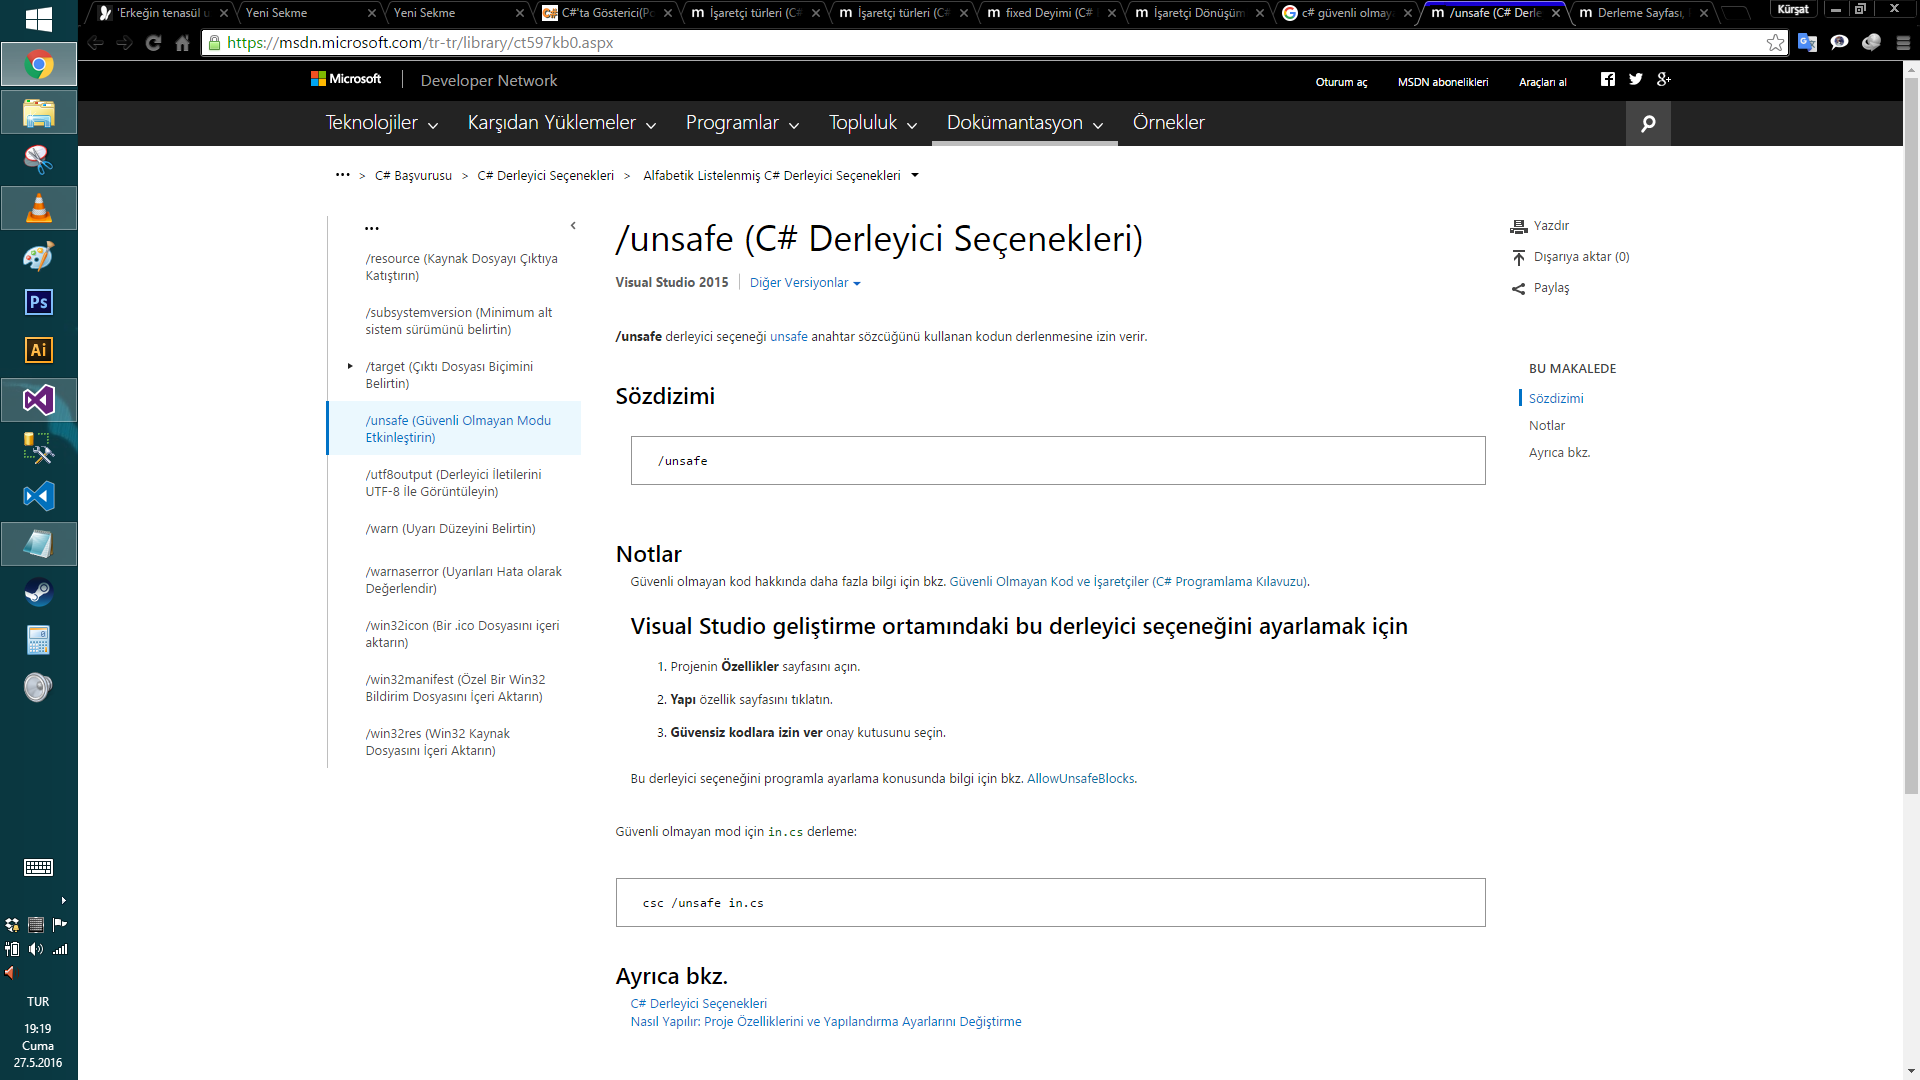 'Erkeğin tenasül u
Yeni Sekme
Yeni Sekme
C#'ta Gösterici(Po
İşaretçi türleri (C#
İşaretçi türleri (C#
fixed Deyimi (C#
İşaretçi Dönüşüm
c# güvenli olmaya
/unsafe (C# Derle
Derleme Sayfası,
Kürşat
https://msdn.microsoft.com/tr-tr/library/ct597kb0.aspx
Microsoft
Developer Network
Oturum aç
MSDN abonelikleri
Araçları al
Teknolojiler
Karşıdan Yüklemeler
Programlar
Topluluk
Dokümantasyon
Örnekler
··· > C# Başvurusu > C# Derleyici Seçenekleri > Alfabetik Listelenmiş C# Derleyici Seçenekleri
...
/resource (Kaynak Dosyayı Çıktıya
Katıştırın)
/subsystemversion (Minimum alt
sistem sürümünü belirtin)
/target (Çıktı Dosyası Biçimini
Belirtin)
/unsafe (Güvenli Olmayan Modu
Etkinleştirin)
/utf8output (Derleyici İletilerini
UTF-8 İle Görüntüleyin)
/warn (Uyarı Düzeyini Belirtin)
/warnaserror (Uyarıları Hata olarak
Değerlendir)
/win32icon (Bir .ico Dosyasını içeri
aktarın)
/win32manifest (Özel Bir Win32
Bildirim Dosyasını İçeri Aktarın)
/win32res (Win32 Kaynak
Dosyasını İçeri Aktarın)
/unsafe (C# Derleyici Seçenekleri)
Visual Studio 2015
Diğer Versiyonlar
/unsafe derleyici seçeneği unsafe anahtar sözcüğünü kullanan kodun derlenmesine izin verir.
Sözdizimi
/unsafe
Notlar
Güvenli olmayan kod hakkında daha fazla bilgi için bkz. Güvenli Olmayan Kod ve İşaretçiler (C# Programlama Kılavuzu).
Visual Studio geliştirme ortamındaki bu derleyici seçeneğini ayarlamak için
1. Projenin Özellikler sayfasını açın.
2. Yapı özellik sayfasını tıklatın.
3. Güvensiz kodlara izin ver onay kutusunu seçin.
Bu derleyici seçeneğini programla ayarlama konusunda bilgi için bkz. AllowUnsafeBlocks.
Güvenli olmayan mod için in.cs derleme:
csc /unsafe in.cs
Ayrıca bkz.
C# Derleyici Seçenekleri
Nasıl Yapılır: Proje Özelliklerini ve Yapılandırma Ayarlarını Değiştirme
Yazdır
Dışarıya aktar (0)
Paylaş
BU MAKALEDE
Sözdizimi
Notlar
Ayrıca bkz.
Ps
Ai
TUR
19:19
Cuma
27.5.2016